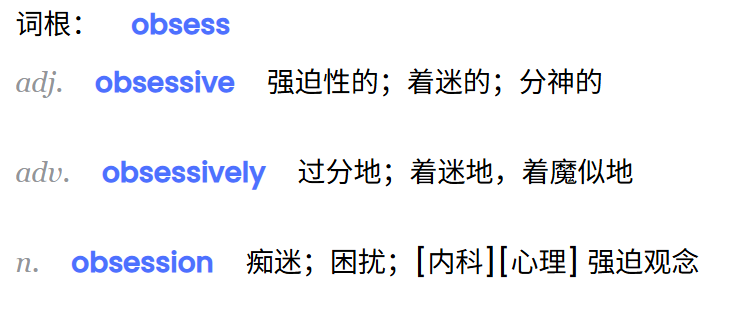 词根： obsess
adj. obsessive 强迫性的；着迷的；分神的
adv. obsessively 过分地；着迷地，着魔似地
n. obsession 痴迷；困扰；[内科][心理] 强迫观念